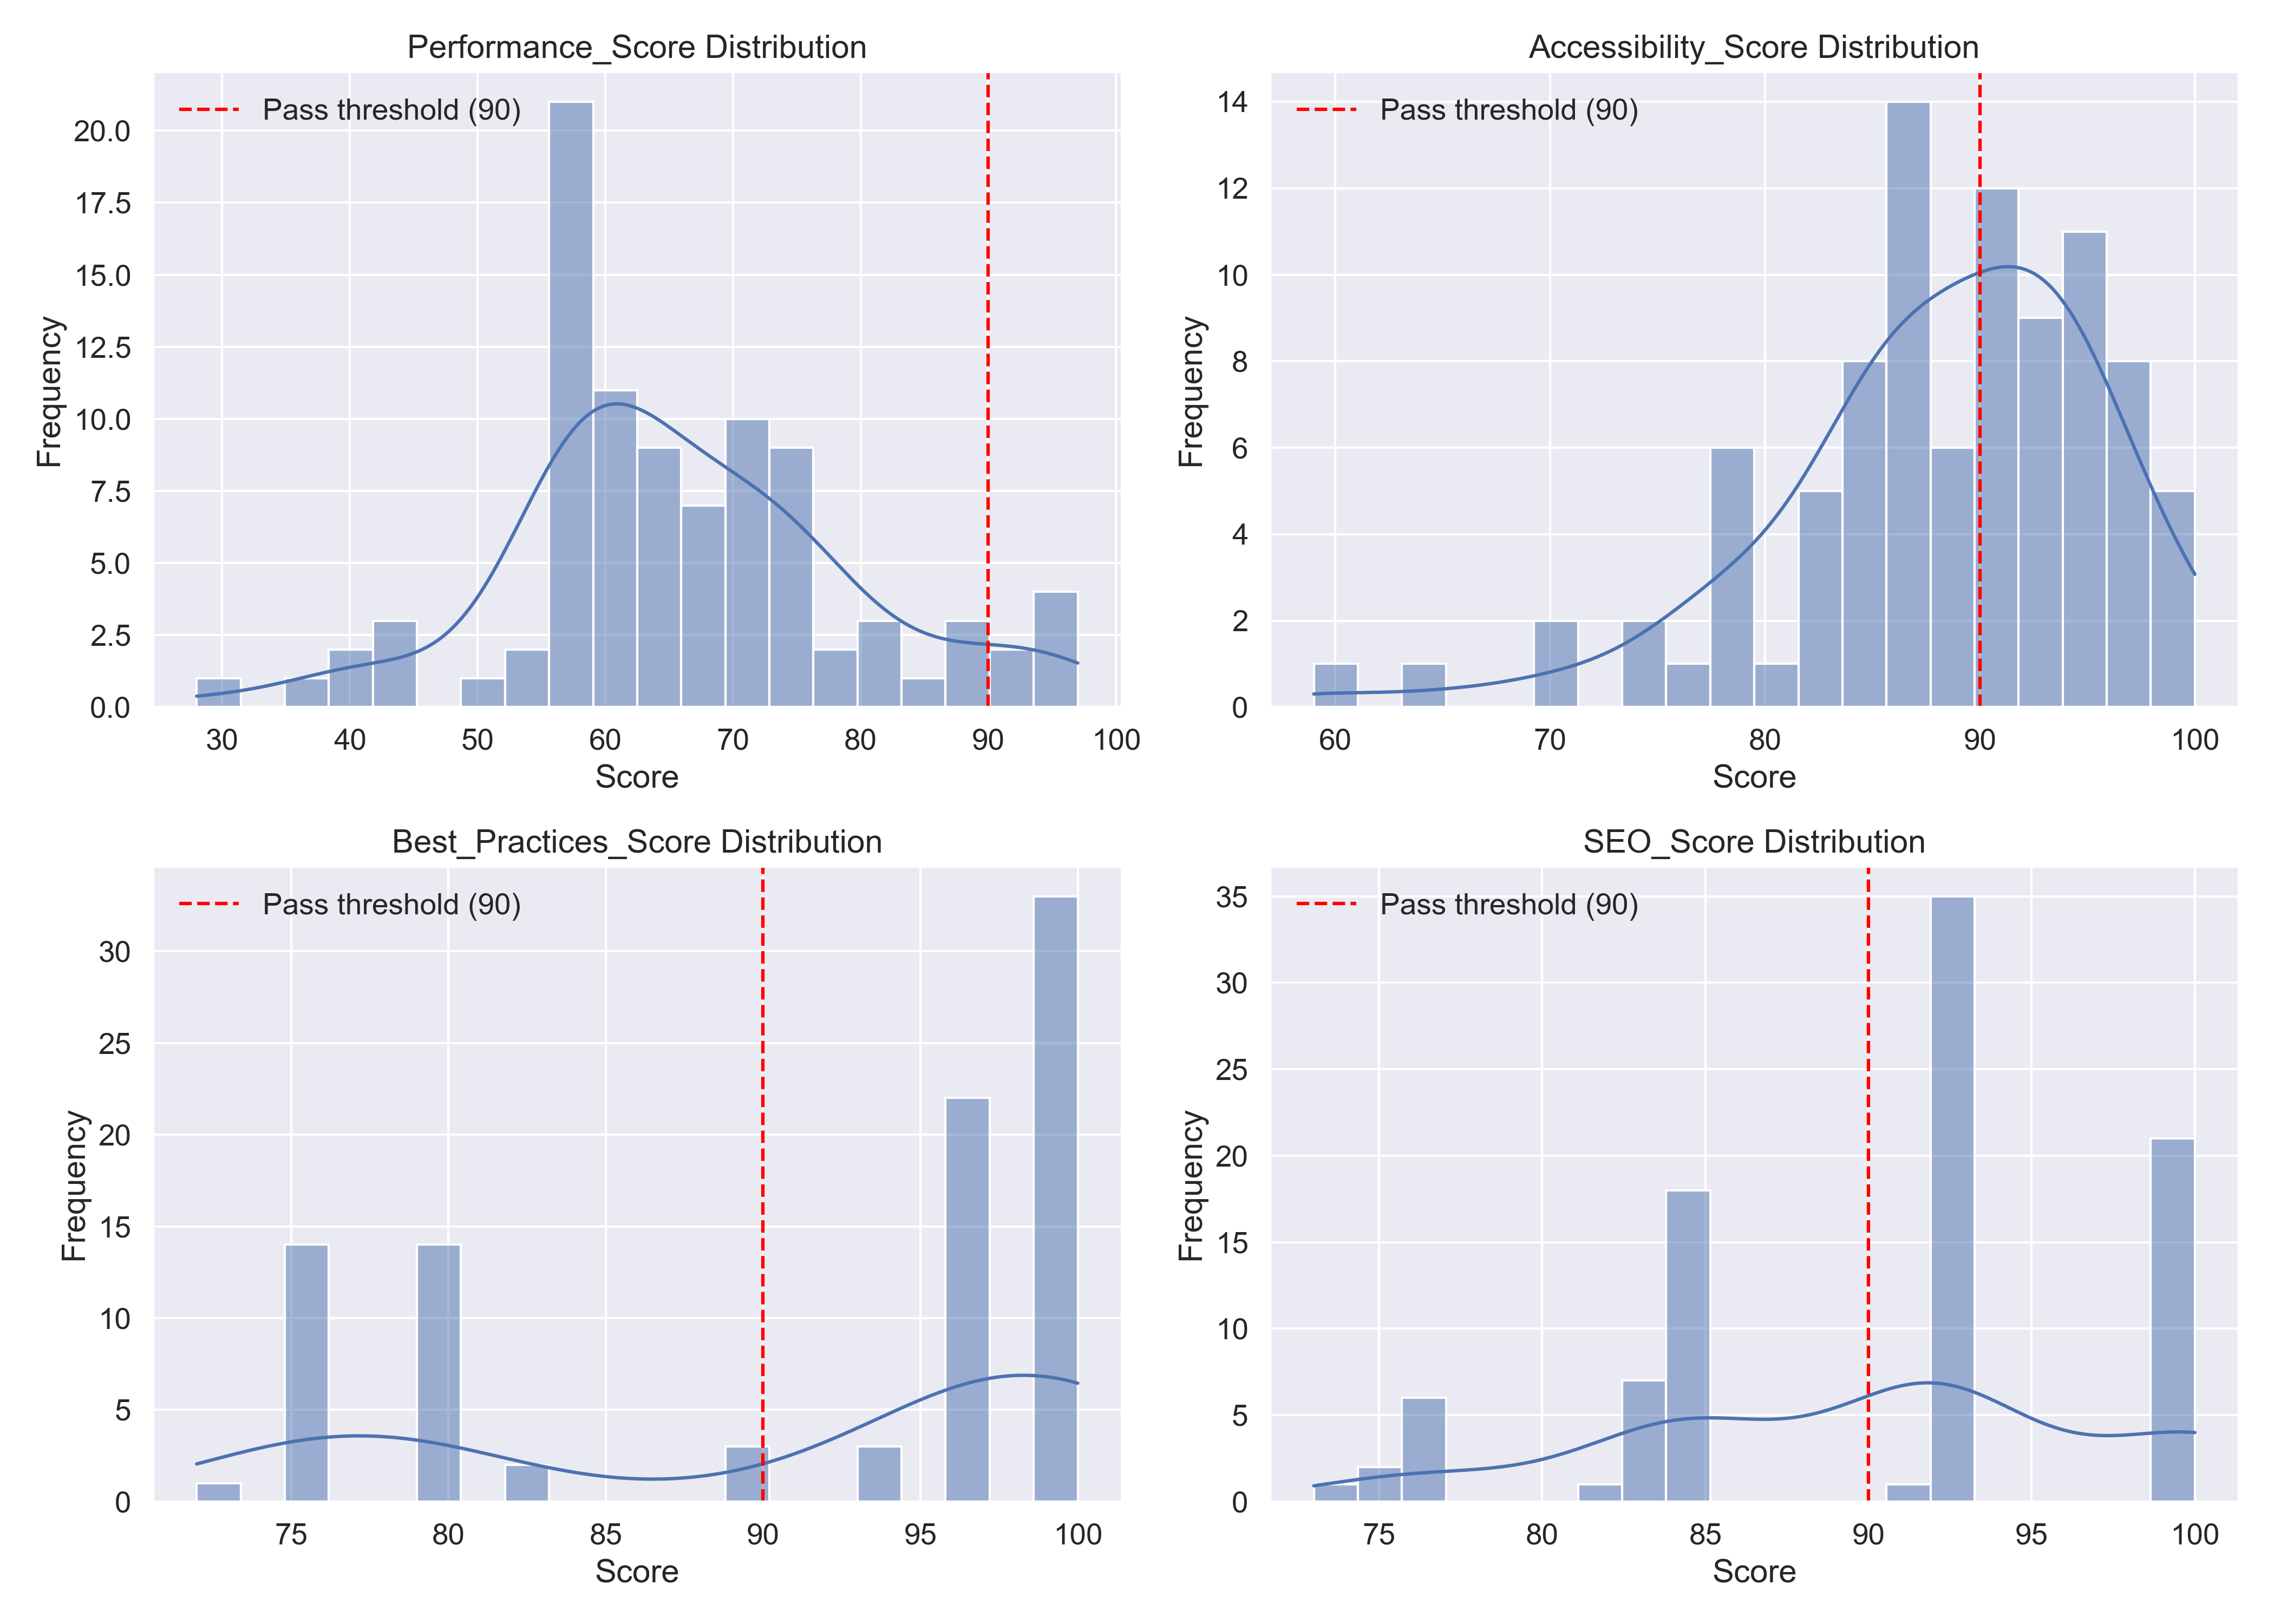 Performance_Score Distribution
Pass threshold (90)
Frequency
20.0
17.5
15.0
12.5
10.0
7.5
5.0
2.5
0.0
30 40 50 60 70 80 90 100
Score
Accessibility_Score Distribution
Pass threshold (90)
Frequency
14
12
10
8
6
4
2
0
60 70 80 90 100
Score
Best_Practices_Score Distribution
Pass threshold (90)
Frequency
30
25
20
15
10
5
0
75 80 85 90 95 100
Score
SEO_Score Distribution
Pass threshold (90)
Frequency
35
30
25
20
15
10
5
0
75 80 85 90 95 100
Score